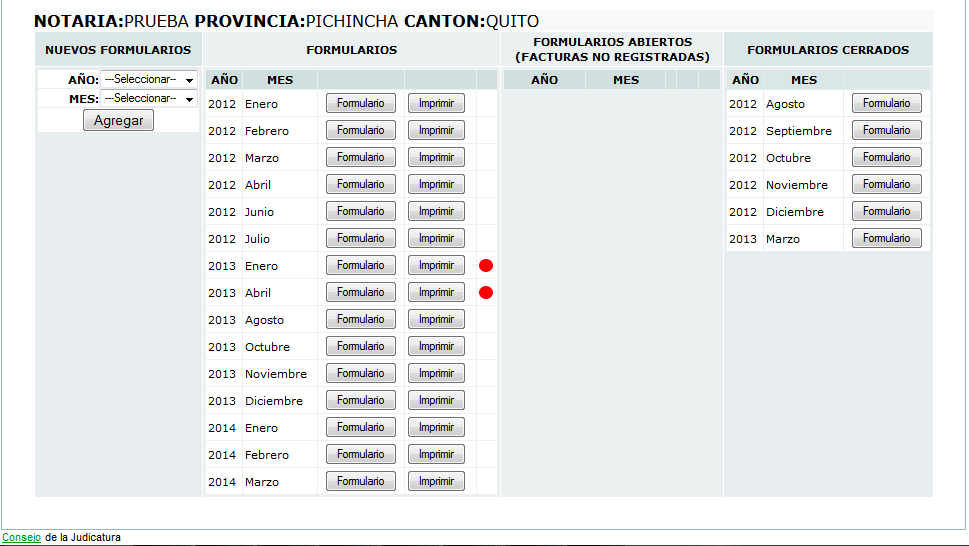 NOTARIA:PRUEBA PROVINCIA:PICHINCHA CANTON:QUITO
NUEVOS FORMULARIOS
AÑO: ---Seleccionar--
MES: ---Seleccionar--
Agregar
FORMULARIOS
AÑO MES
2012 Enero Formulario Imprimir
2012 Febrero Formulario Imprimir
2012 Marzo Formulario Imprimir
2012 Abril Formulario Imprimir
2012 Junio Formulario Imprimir
2012 Julio Formulario Imprimir
2013 Enero Formulario Imprimir
2013 Abril Formulario Imprimir
2013 Agosto Formulario Imprimir
2013 Octubre Formulario Imprimir
2013 Noviembre Formulario Imprimir
2013 Diciembre Formulario Imprimir
2014 Enero Formulario Imprimir
2014 Febrero Formulario Imprimir
2014 Marzo Formulario Imprimir
FORMULARIOS ABIERTOS
(FACTURAS NO REGISTRADAS)
AÑO MES
FORMULARIOS CERRADOS
AÑO MES
2012 Agosto Formulario
2012 Septiembre Formulario
2012 Octubre Formulario
2012 Noviembre Formulario
2012 Diciembre Formulario
2013 Marzo Formulario
Consejo de la Judicatura